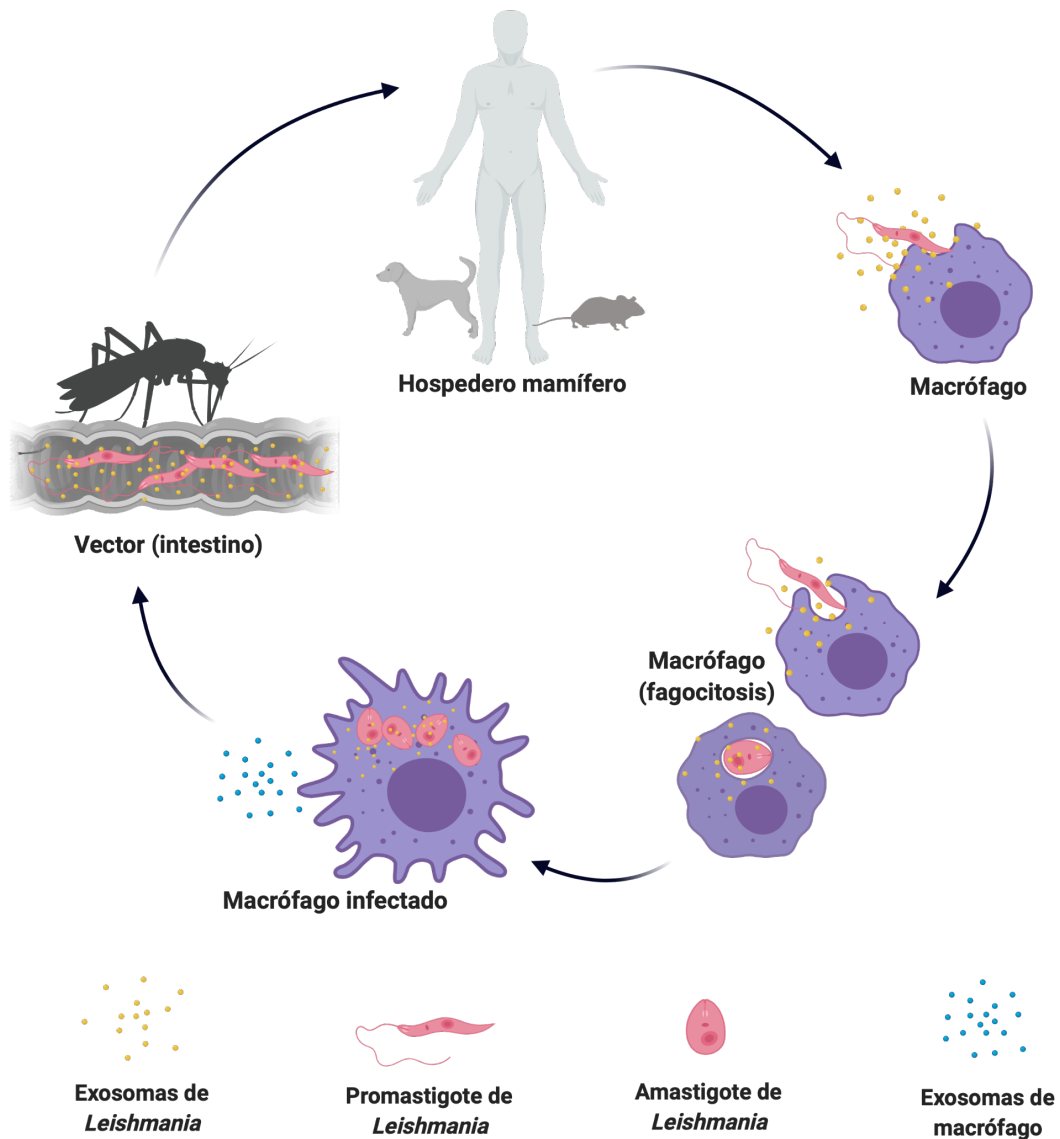 Hospedero mamífero
Macrófago
Vector (intestino)
Macrófago
(fagocitosis)
Macrófago infectado
Exosomas de
Leishmania
Promastigote de
Leishmania
Amastigote de
Leishmania
Exosomas de
macrófago